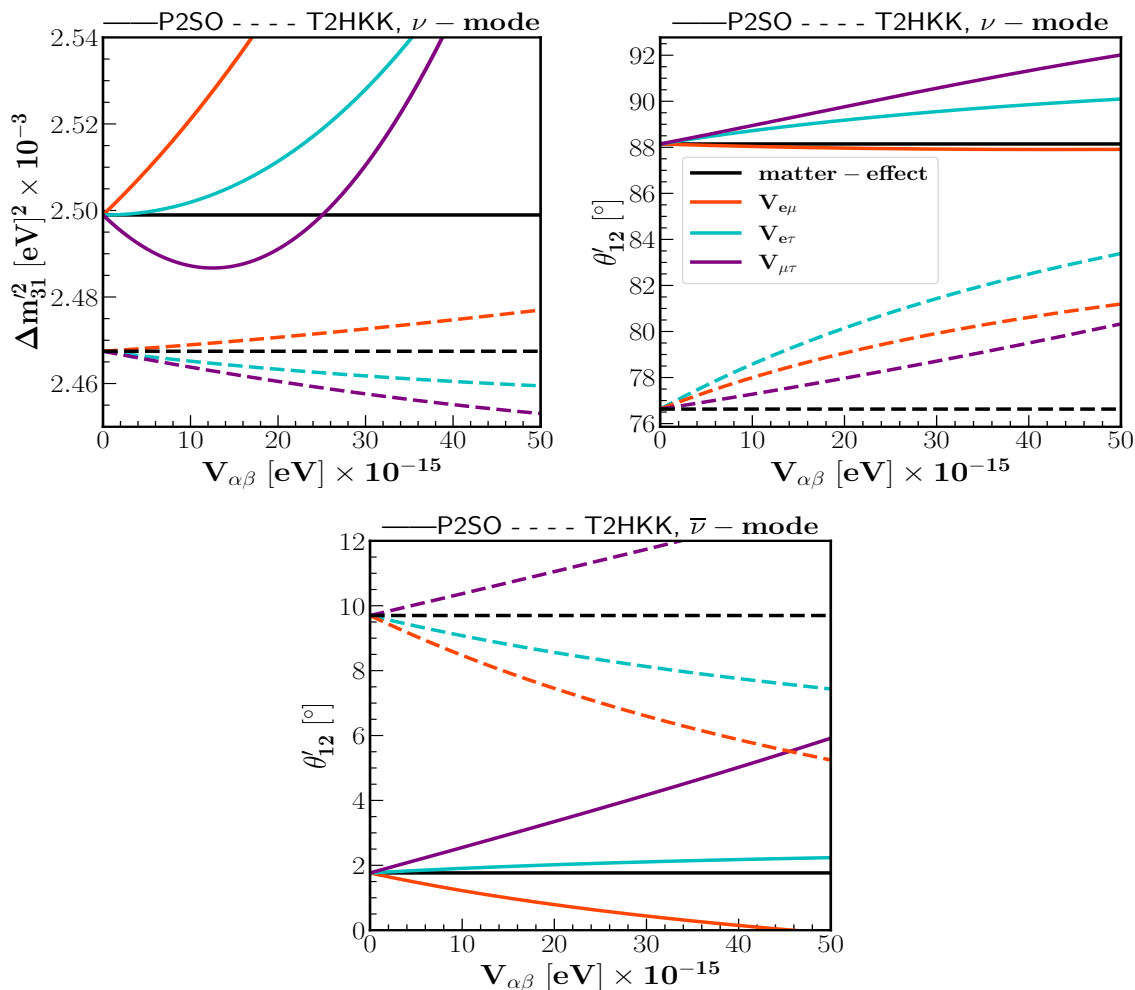 ——P2SO - - - - T2HKK, ν − mode
2.54
2.52
2.50
2.48
2.46
Δm′²₃₁ [eV]² × 10⁻³
0 10 20 30 40 50
V_αβ [eV] × 10⁻¹⁵
——P2SO - - - - T2HKK, ν − mode
92
90
88
86
84
82
80
78
76
θ′₁₂ [°]
matter − effect
V_eμ
V_eτ
V_μτ
0 10 20 30 40 50
V_αβ [eV] × 10⁻¹⁵
——P2SO - - - - T2HKK, ν̅ − mode
12
10
8
6
4
2
0
θ′₁₂ [°]
0 10 20 30 40 50
V_αβ [eV] × 10⁻¹⁵